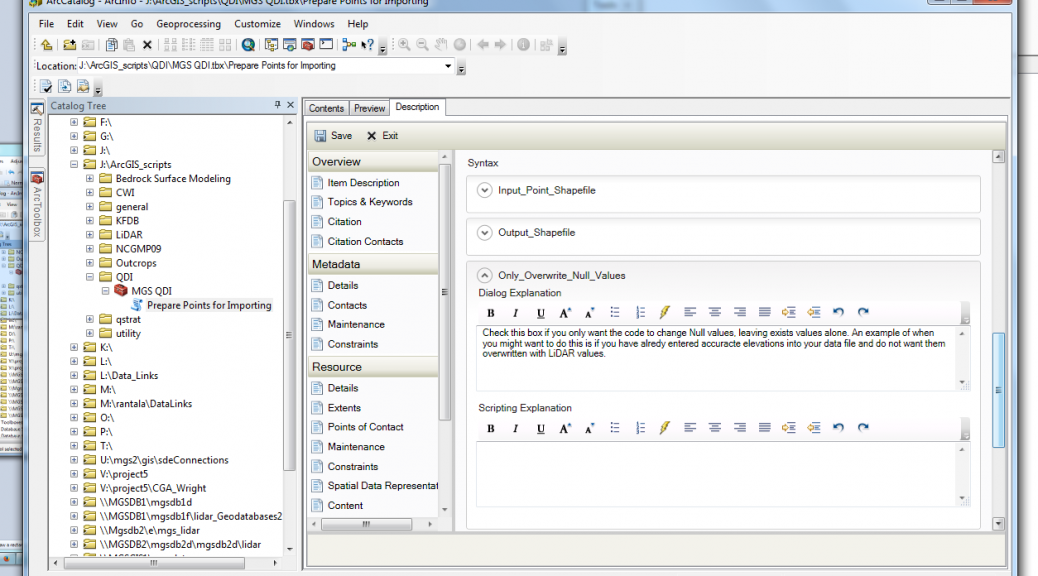 ArcCatalog - ArcInfo - J:\ArcGIS_scripts\QDI\MGS QDI.tbx\Prepare Points for Importing
File Edit View Go Geoprocessing Customize Windows Help
Location: J:\ArcGIS_scripts\QDI\MGS QDI.tbx\Prepare Points for Importing
Results
ArcToolbox
Catalog Tree
F:\
G:\
J:\
J:\ArcGIS_scripts
Bedrock Surface Modeling
CWI
general
KFDB
LiDAR
NCGMP09
Outcrops
QDI
MGS QDI
Prepare Points for Importing
qstrat
utility
K:\
L:\
L:\Data_Links
M:\
M:\rantala\DataLinks
O:\
P:\
T:\
U:\mgs2\gis\sdeConnections
V:\project5
V:\project5\CGA_Wright
\\MGSDB1\mgsdb1d
\\MGSDB1\mgsdb1f\lidar_Geodatabases2
\\Mgsdb2\e\mgs_lidar
\\MGSDB2\mgsdb2d\mgsdb2d\lidar
Contents Preview Description
Save Exit
Overview
Item Description
Topics & Keywords
Citation
Citation Contacts
Metadata
Details
Contacts
Maintenance
Constraints
Resource
Details
Extents
Points of Contact
Maintenance
Constraints
Spatial Data Representat
Content
Syntax
Input_Point_Shapefile
Output_Shapefile
Only_Overwrite_Null_Values
Dialog Explanation
B I U A A
Check this box if you only want the code to change Null values, leaving exists values alone. An example of when
you might want to do this is if you have alredy entered accuracte elevations into your data file and do not want them
overwritten with LiDAR values.
Scripting Explanation
B I U A A